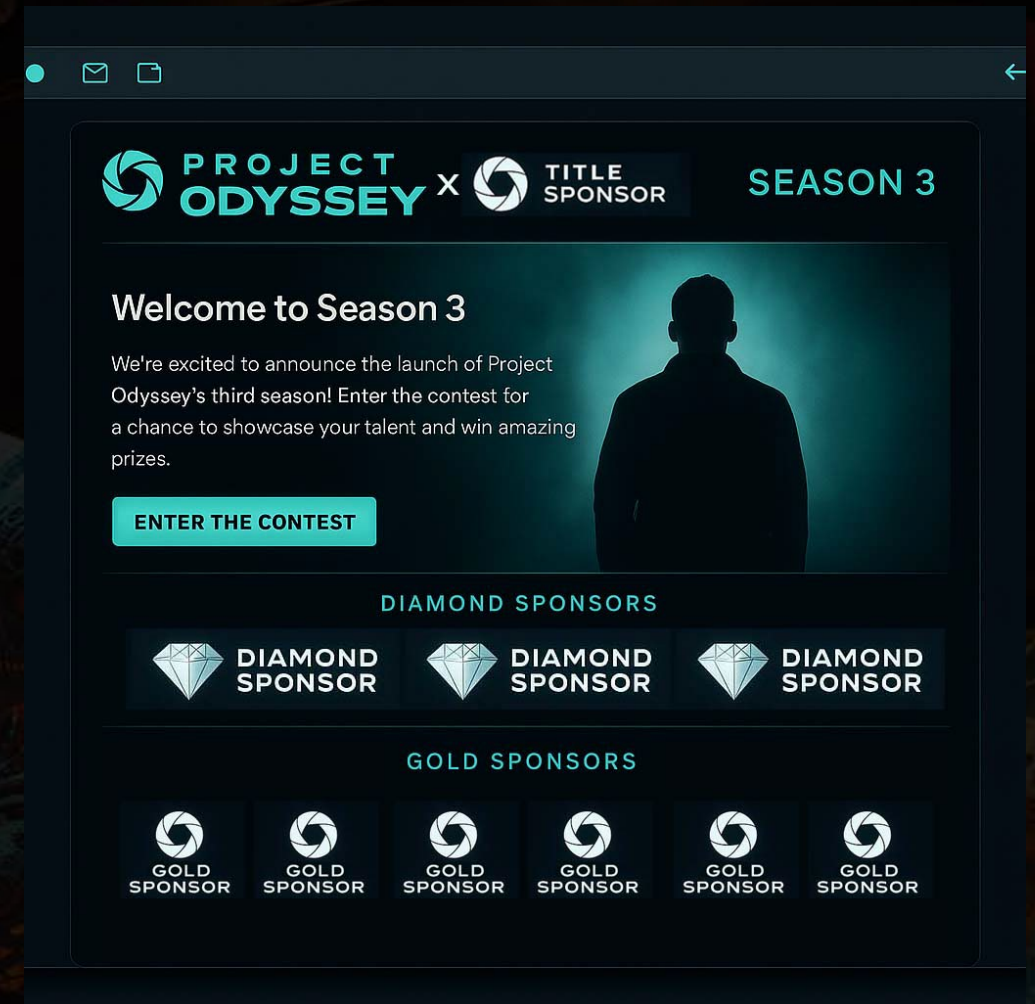 PROJECT
ODYSSEY
X
TITLE
SPONSOR
SEASON 3
Welcome to Season 3
We're excited to announce the launch of Project
Odyssey's third season! Enter the contest for
a chance to showcase your talent and win amazing
prizes.
ENTER THE CONTEST
DIAMOND SPONSORS
DIAMOND
SPONSOR
DIAMOND
SPONSOR
DIAMOND
SPONSOR
GOLD SPONSORS
GOLD
SPONSOR
GOLD
SPONSOR
GOLD
SPONSOR
GOLD
SPONSOR
GOLD
SPONSOR
GOLD
SPONSOR